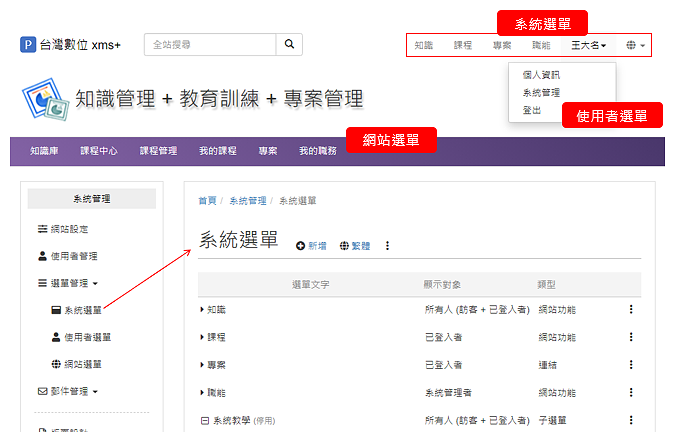 系統選單
台灣數位 xms+
全站搜尋
知識 課程 專案 職能 王大名
個人資訊
系統管理
登出
使用者選單
知識管理 + 教育訓練 + 專案管理
網站選單
知識庫 課程中心 課程管理 我的課程 專案 我的職務
系統管理
網站設定
使用者管理
選單管理
系統選單
使用者選單
網站選單
郵件管理
首頁 / 系統管理 / 系統選單
系統選單 新增 繁體
選單文字 顯示對象 類型
知識 所有人 (訪客 + 已登入者) 網站功能
課程 已登入者 網站功能
專案 已登入者 連結
職能 系統管理者 網站功能
系統教學 (停用) 所有人 (訪客 + 已登入者) 子選單